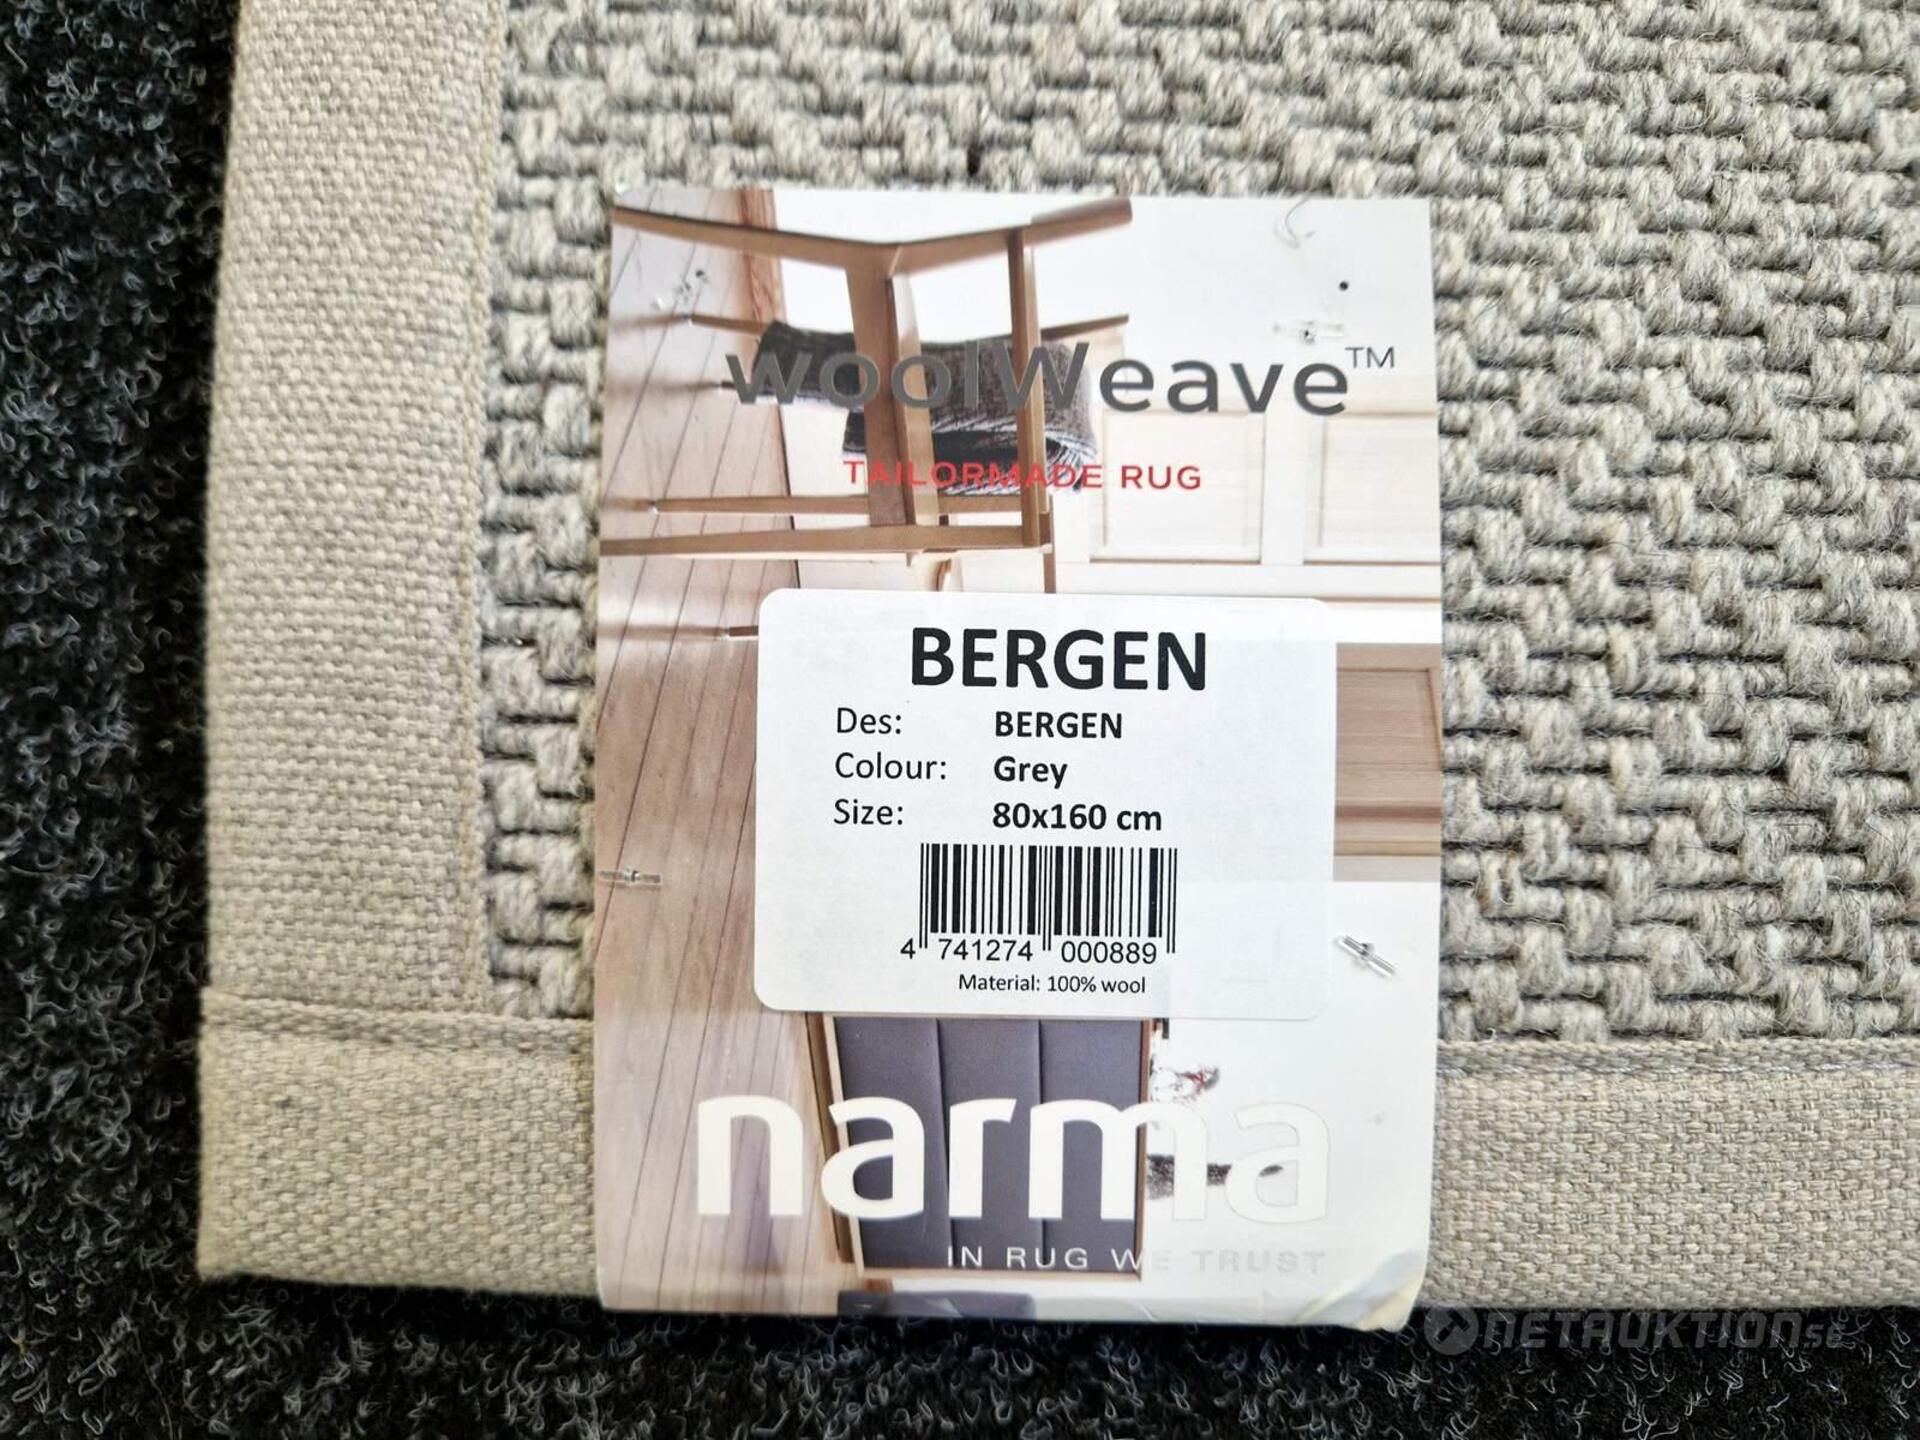 woolWeave™
TAILORMADE RUG
BERGEN
Des: BERGEN
Colour: Grey
Size: 80x160 cm
4 741274 000889
Material: 100% wool
narma
IN RUG WE TRUST
NETAUKTION.SE